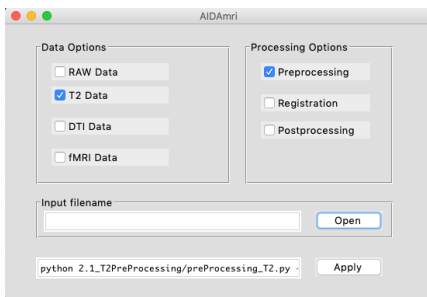 AIDAmri
Data Options
RAW Data
T2 Data
DTI Data
fMRI Data
Processing Options
Preprocessing
Registration
Postprocessing
Input filename
Open
python 2.1_T2PreProcessing/preProcessing_T2.py -
Apply